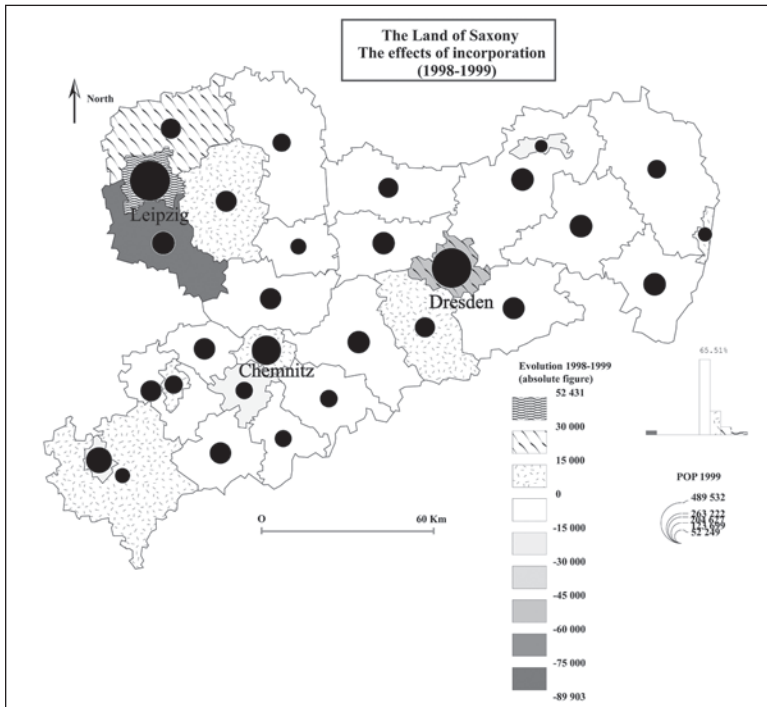 The Land of Saxony
The effects of incorporation
(1998-1999)
North
Leipzig
Dresden
Chemnitz
O
60 Km
Evolution 1998-1999
(absolute figure)
52 431
30 000
15 000
0
-15 000
-30 000
-45 000
-60 000
-75 000
-89 903
65.51%
POP 1999
489 532
263 222
52 249